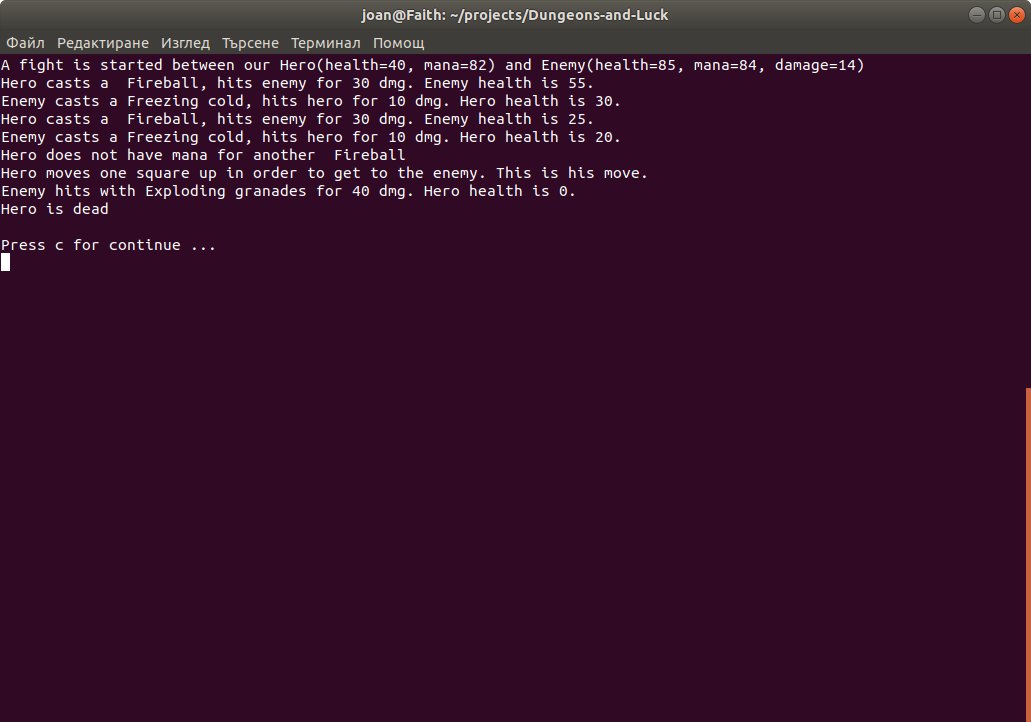 joan@Faith: ~/projects/Dungeons-and-Luck
Файл Редактиране Изглед Търсене Терминал Помощ
A fight is started between our Hero(health=40, mana=82) and Enemy(health=85, mana=84, damage=14)
Hero casts a  Fireball, hits enemy for 30 dmg. Enemy health is 55.
Enemy casts a Freezing cold, hits hero for 10 dmg. Hero health is 30.
Hero casts a  Fireball, hits enemy for 30 dmg. Enemy health is 25.
Enemy casts a Freezing cold, hits hero for 10 dmg. Hero health is 20.
Hero does not have mana for another  Fireball
Hero moves one square up in order to get to the enemy. This is his move.
Enemy hits with Exploding granades for 40 dmg. Hero health is 0.
Hero is dead
Press c for continue ...